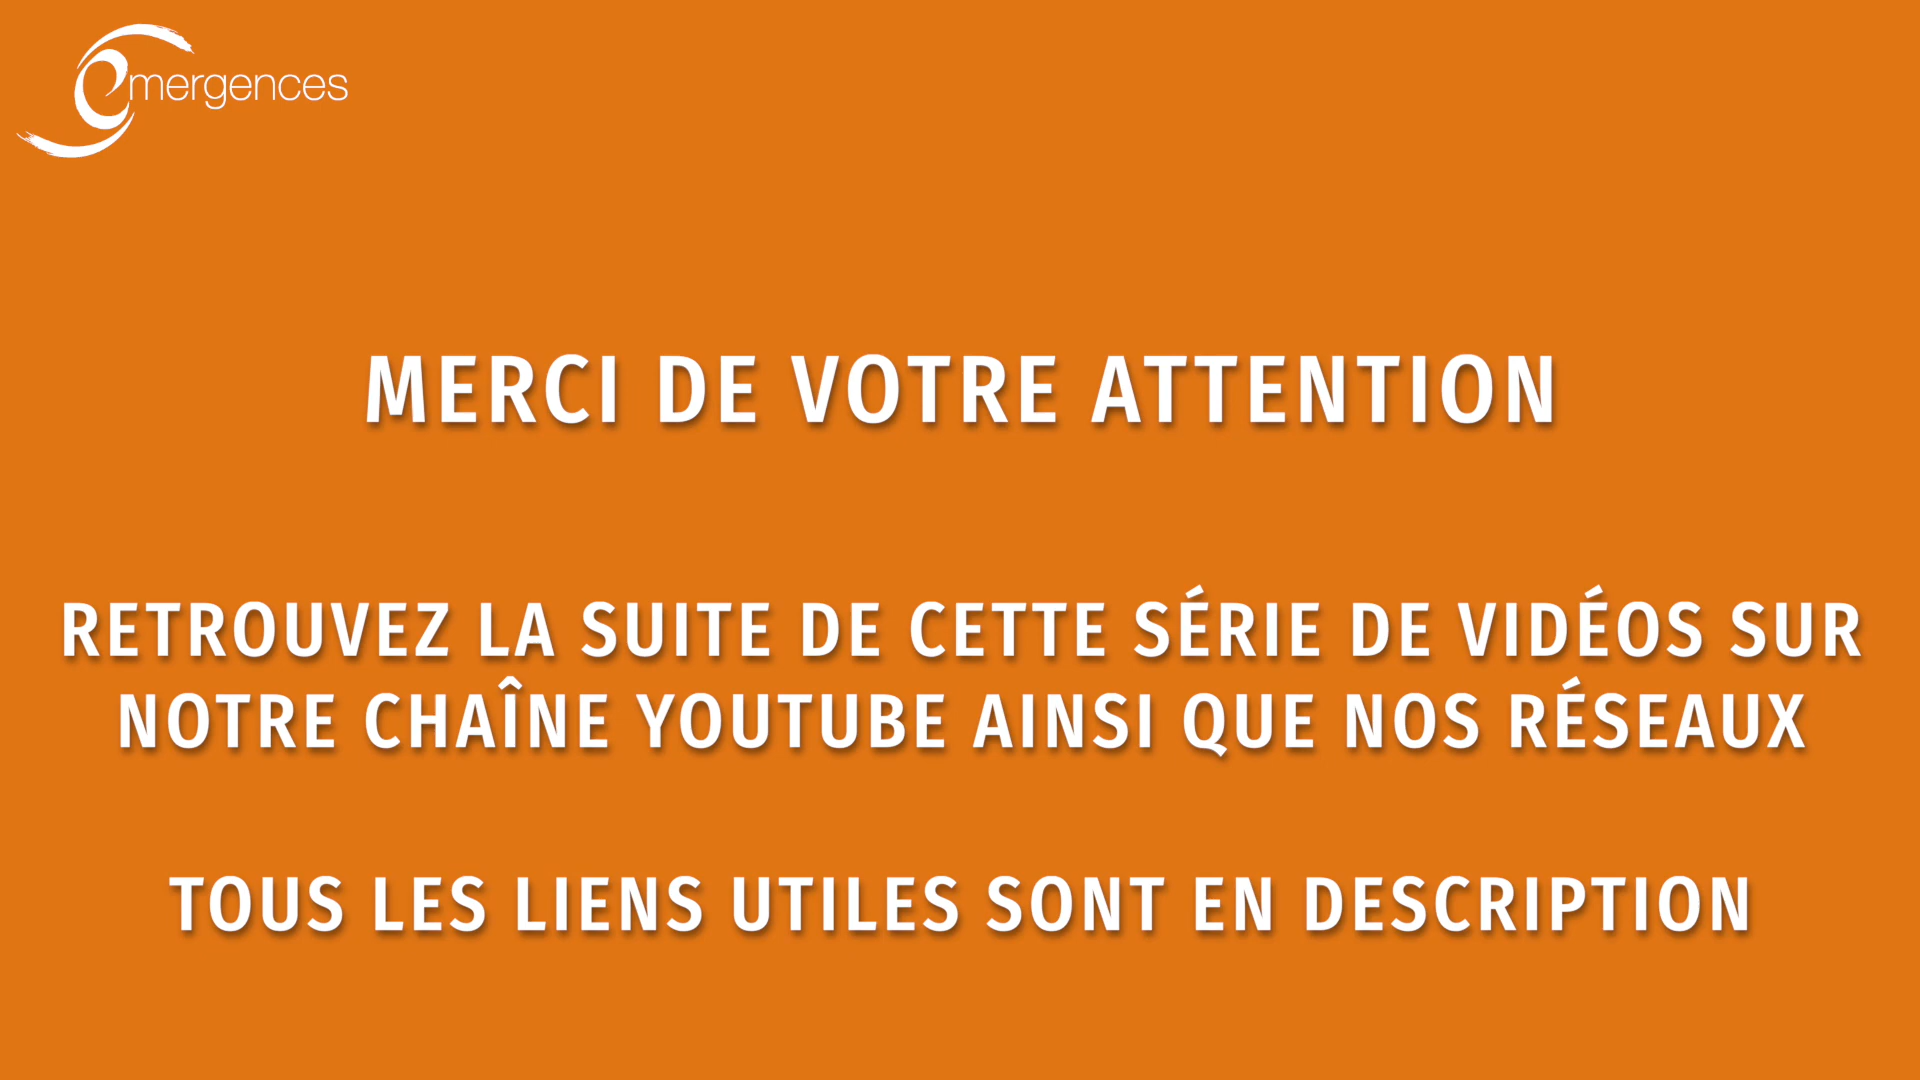 emergences
MERCI DE VOTRE ATTENTION
RETROUVEZ LA SUITE DE CETTE SÉRIE DE VIDÉOS SUR
NOTRE CHAÎNE YOUTUBE AINSI QUE NOS RÉSEAUX
TOUS LES LIENS UTILES SONT EN DESCRIPTION